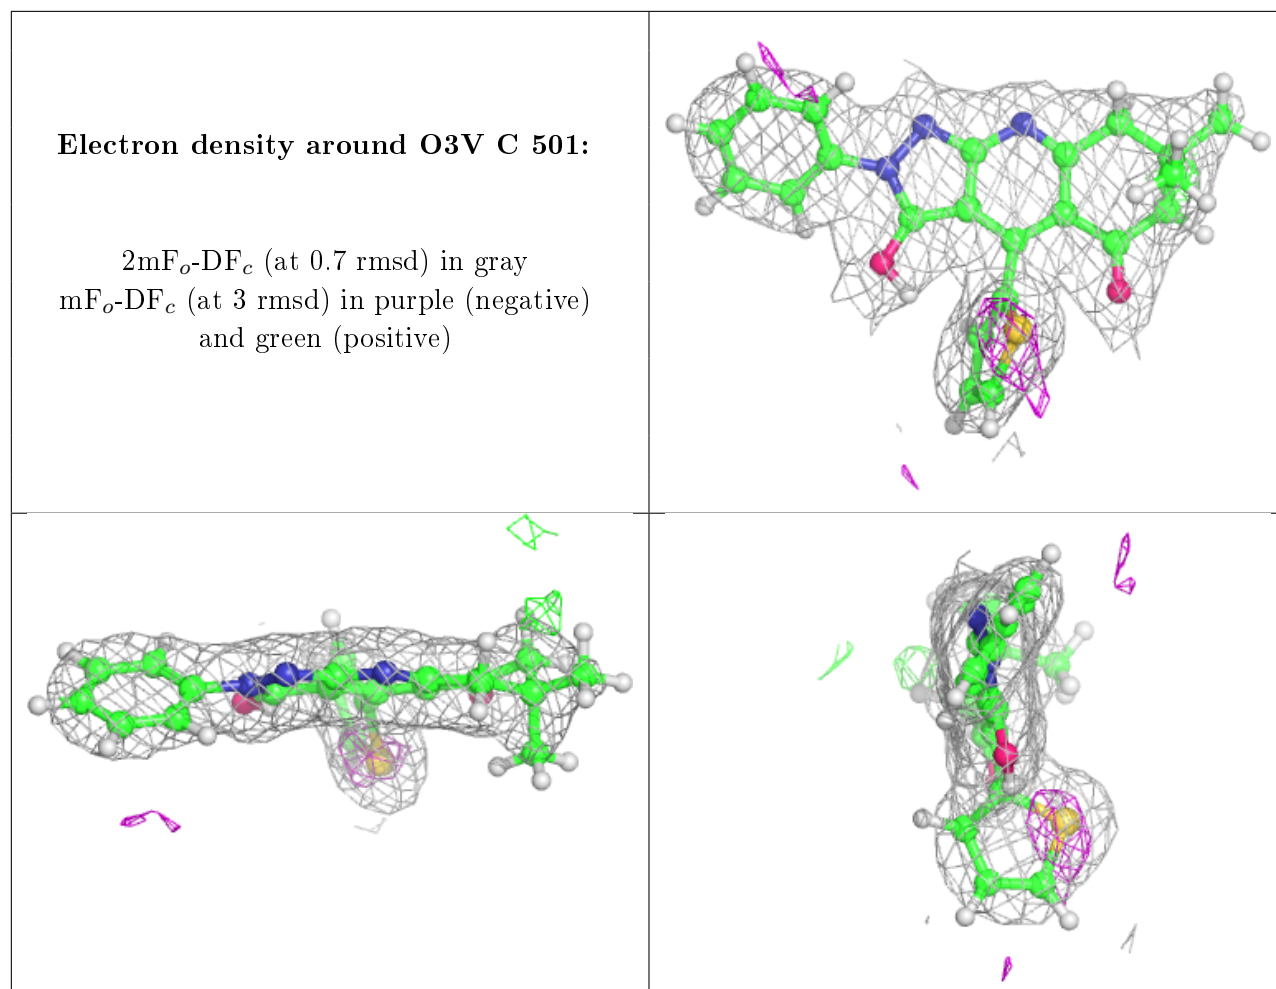 Electron density around O3V C 501:
2mFo-DFc (at 0.7 rmsd) in gray
mFo-DFc (at 3 rmsd) in purple (negative)
and green (positive)